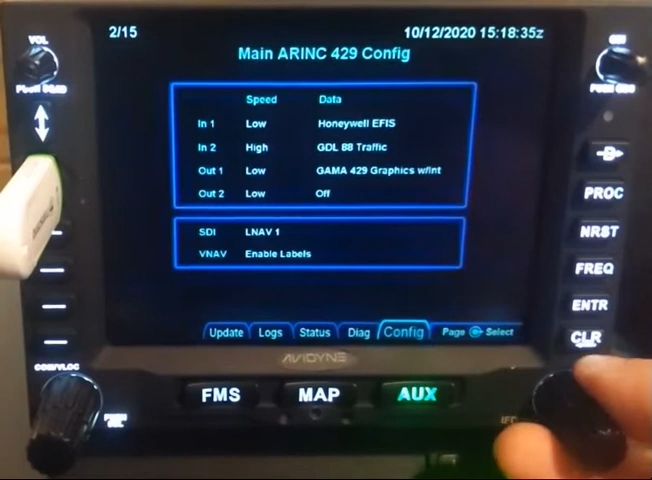 VOL
2/15
10/12/2020 15:18:35z
Main ARINC 429 Config
Speed Data
In 1 Low Honeywell EFIS
In 2 High GDL 88 Traffic
Out 1 Low GAMA 429 Graphics w/Int
Out 2 Low Off
SDI LNAV 1
VNAV Enable Labels
Update Logs Status Diag Config Page Select
D
PROC
NRST
FREQ
ENTR
CLR
AVIDYNE
COM/VLOC
FMS MAP AUX
PUSH